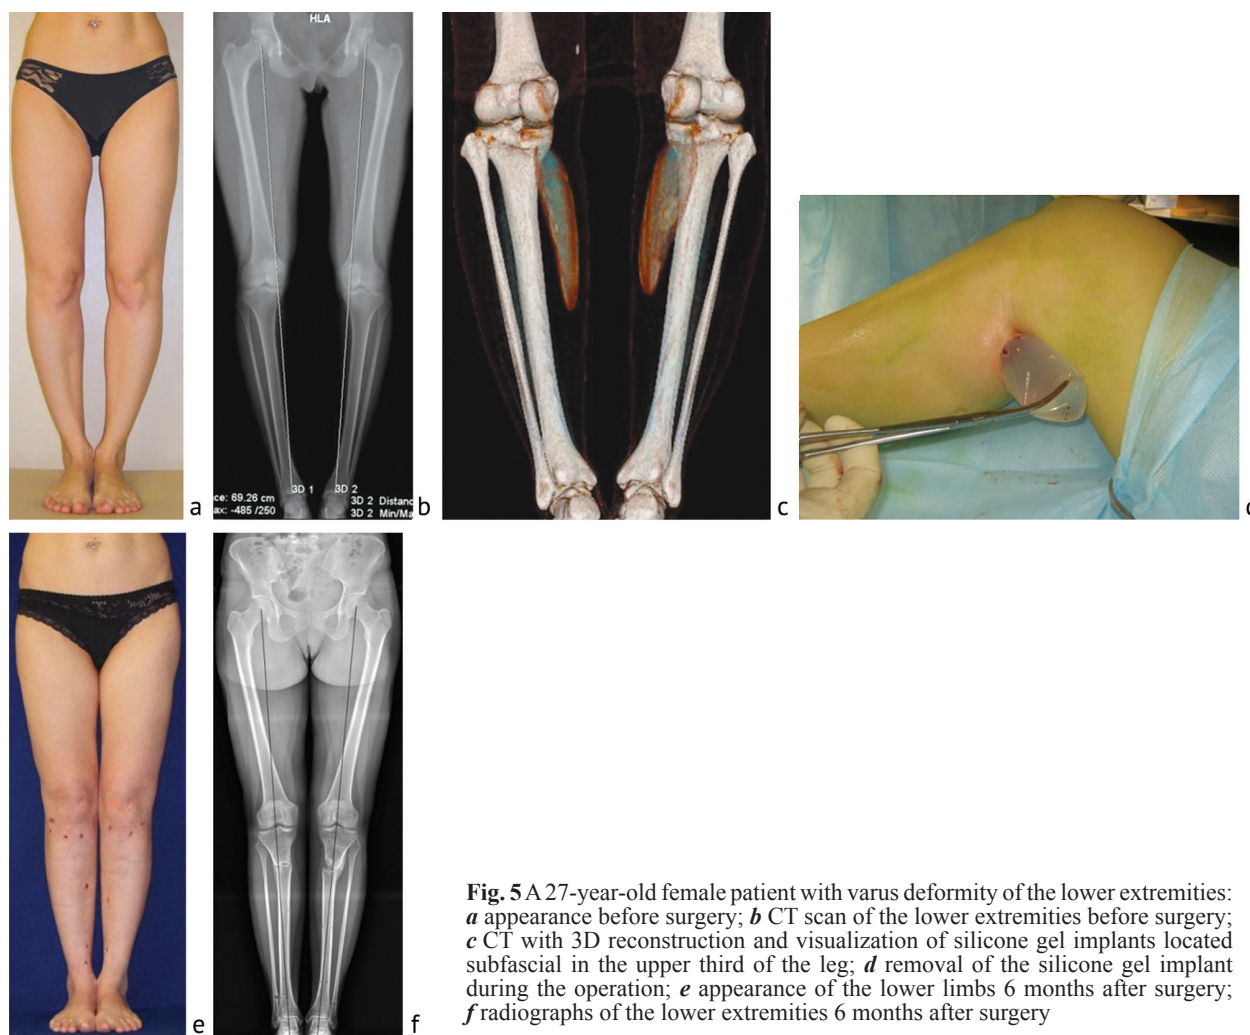 HLA
a
3D 1
3D 2
ce: 69.26 cm
3D 2 Distanc
ax: -485 /250
3D 2 Min/Ma
b
c
e
f
Fig. 5 A 27-year-old female patient with varus deformity of the lower extremities:
a appearance before surgery; b CT scan of the lower extremities before surgery;
c CT with 3D reconstruction and visualization of silicone gel implants located
subfascial in the upper third of the leg; d removal of the silicone gel implant
during the operation; e appearance of the lower limbs 6 months after surgery;
f radiographs of the lower extremities 6 months after surgery